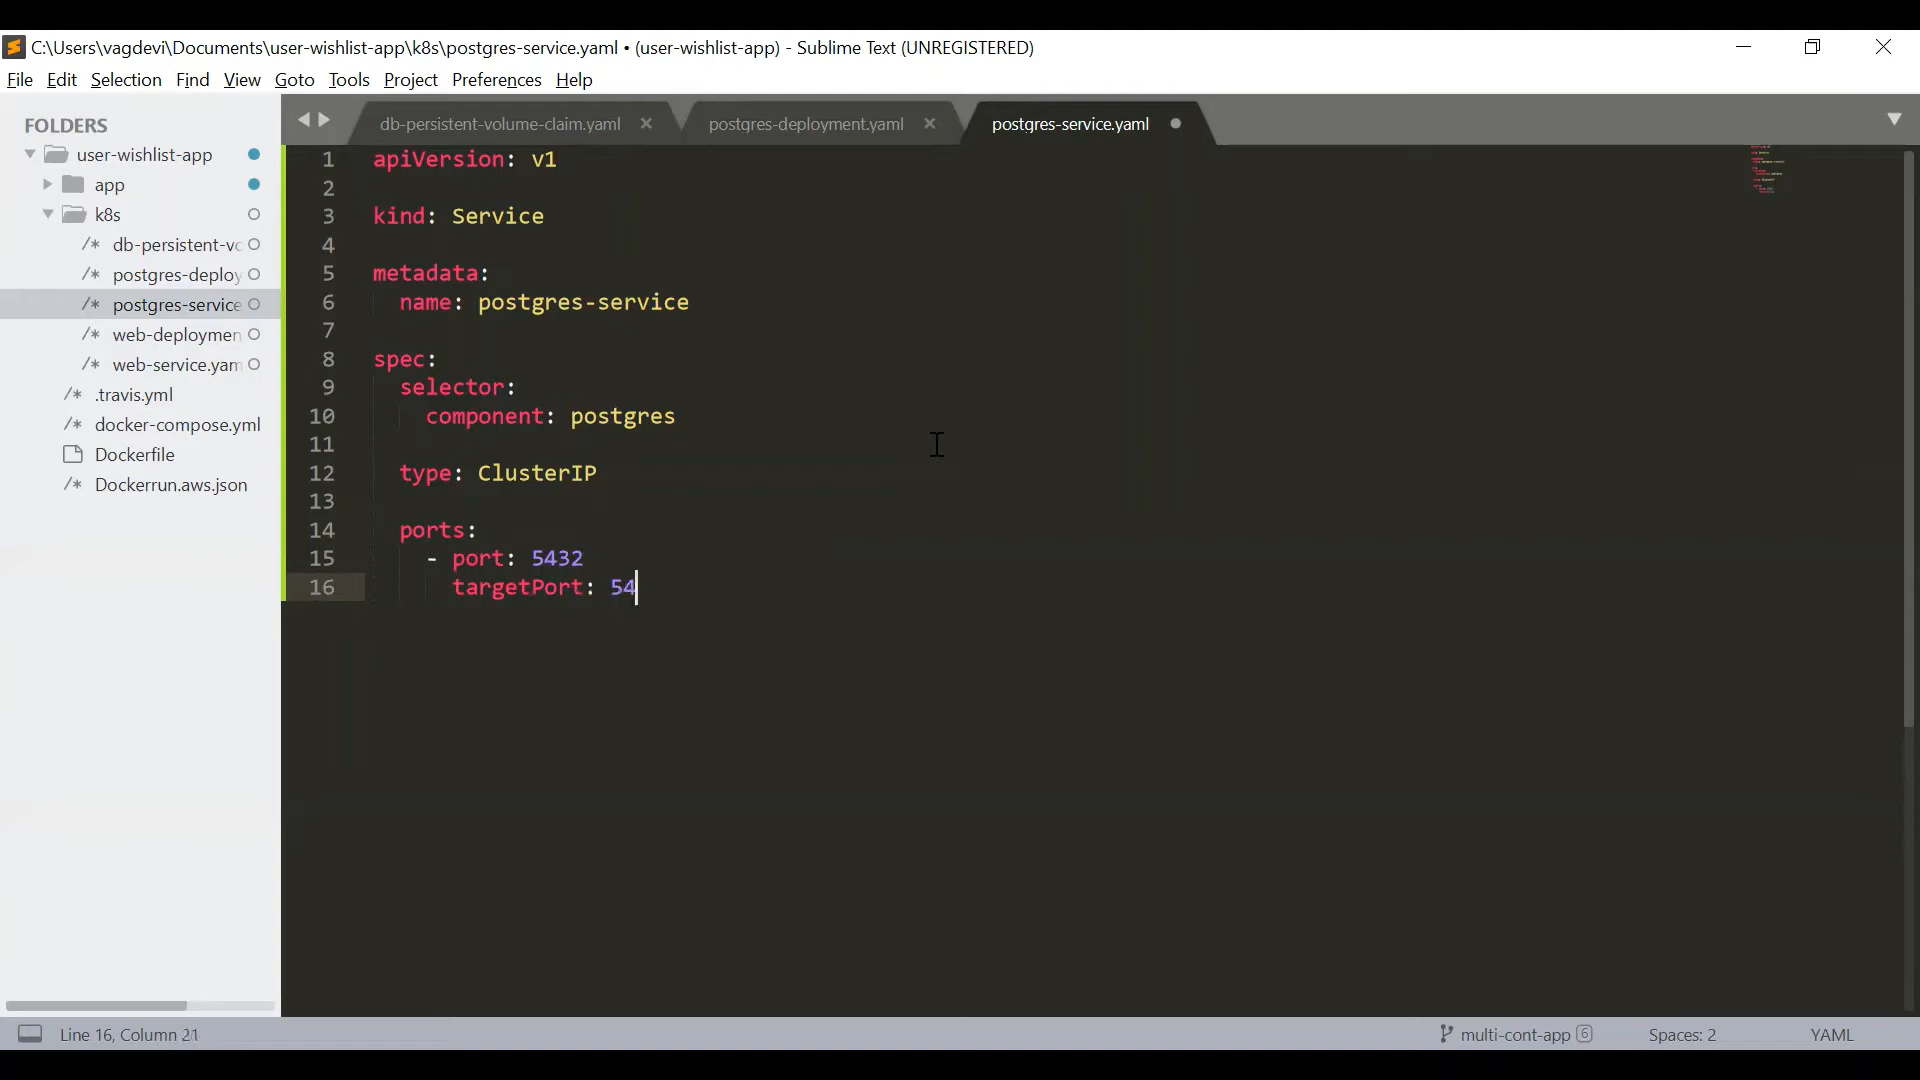 C:\Users\vagdevi\Documents\user-wishlist-app\k8s\postgres-service.yaml • (user-wishlist-app) - Sublime Text (UNREGISTERED)
File Edit Selection Find View Goto Tools Project Preferences Help
FOLDERS
user-wishlist-app
app
k8s
/* db-persistent-vc
/* postgres-deploy
/* postgres-service
/* web-deploymen
/* web-service.yam
/* .travis.yml
/* docker-compose.yml
Dockerfile
/* Dockerrun.aws.json
db-persistent-volume-claim.yaml × postgres-deployment.yaml × postgres-service.yaml
1 apiVersion: v1
2
3 kind: Service
4
5 metadata:
6   name: postgres-service
7
8 spec:
9   selector:
10     component: postgres
11
12   type: ClusterIP
13
14   ports:
15     - port: 5432
16       targetPort: 54
Line 16, Column 21
multi-cont-app 6 Spaces: 2 YAML